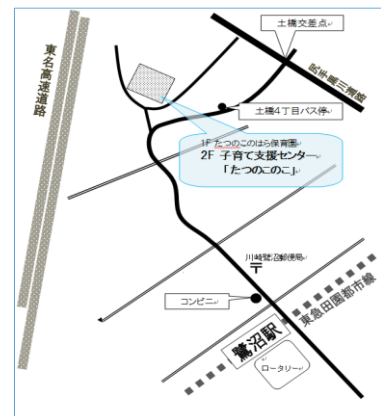 土橋交差点
尻手黒川道路
東名高速道路
土橋4丁目バス停
1F たつのこのはら保育園
2F 子育て支援センター
「たつのこのこ」
川崎鷺沼郵便局
〒
コンビニ
東急田園都市線
鷺沼駅
ロータリー